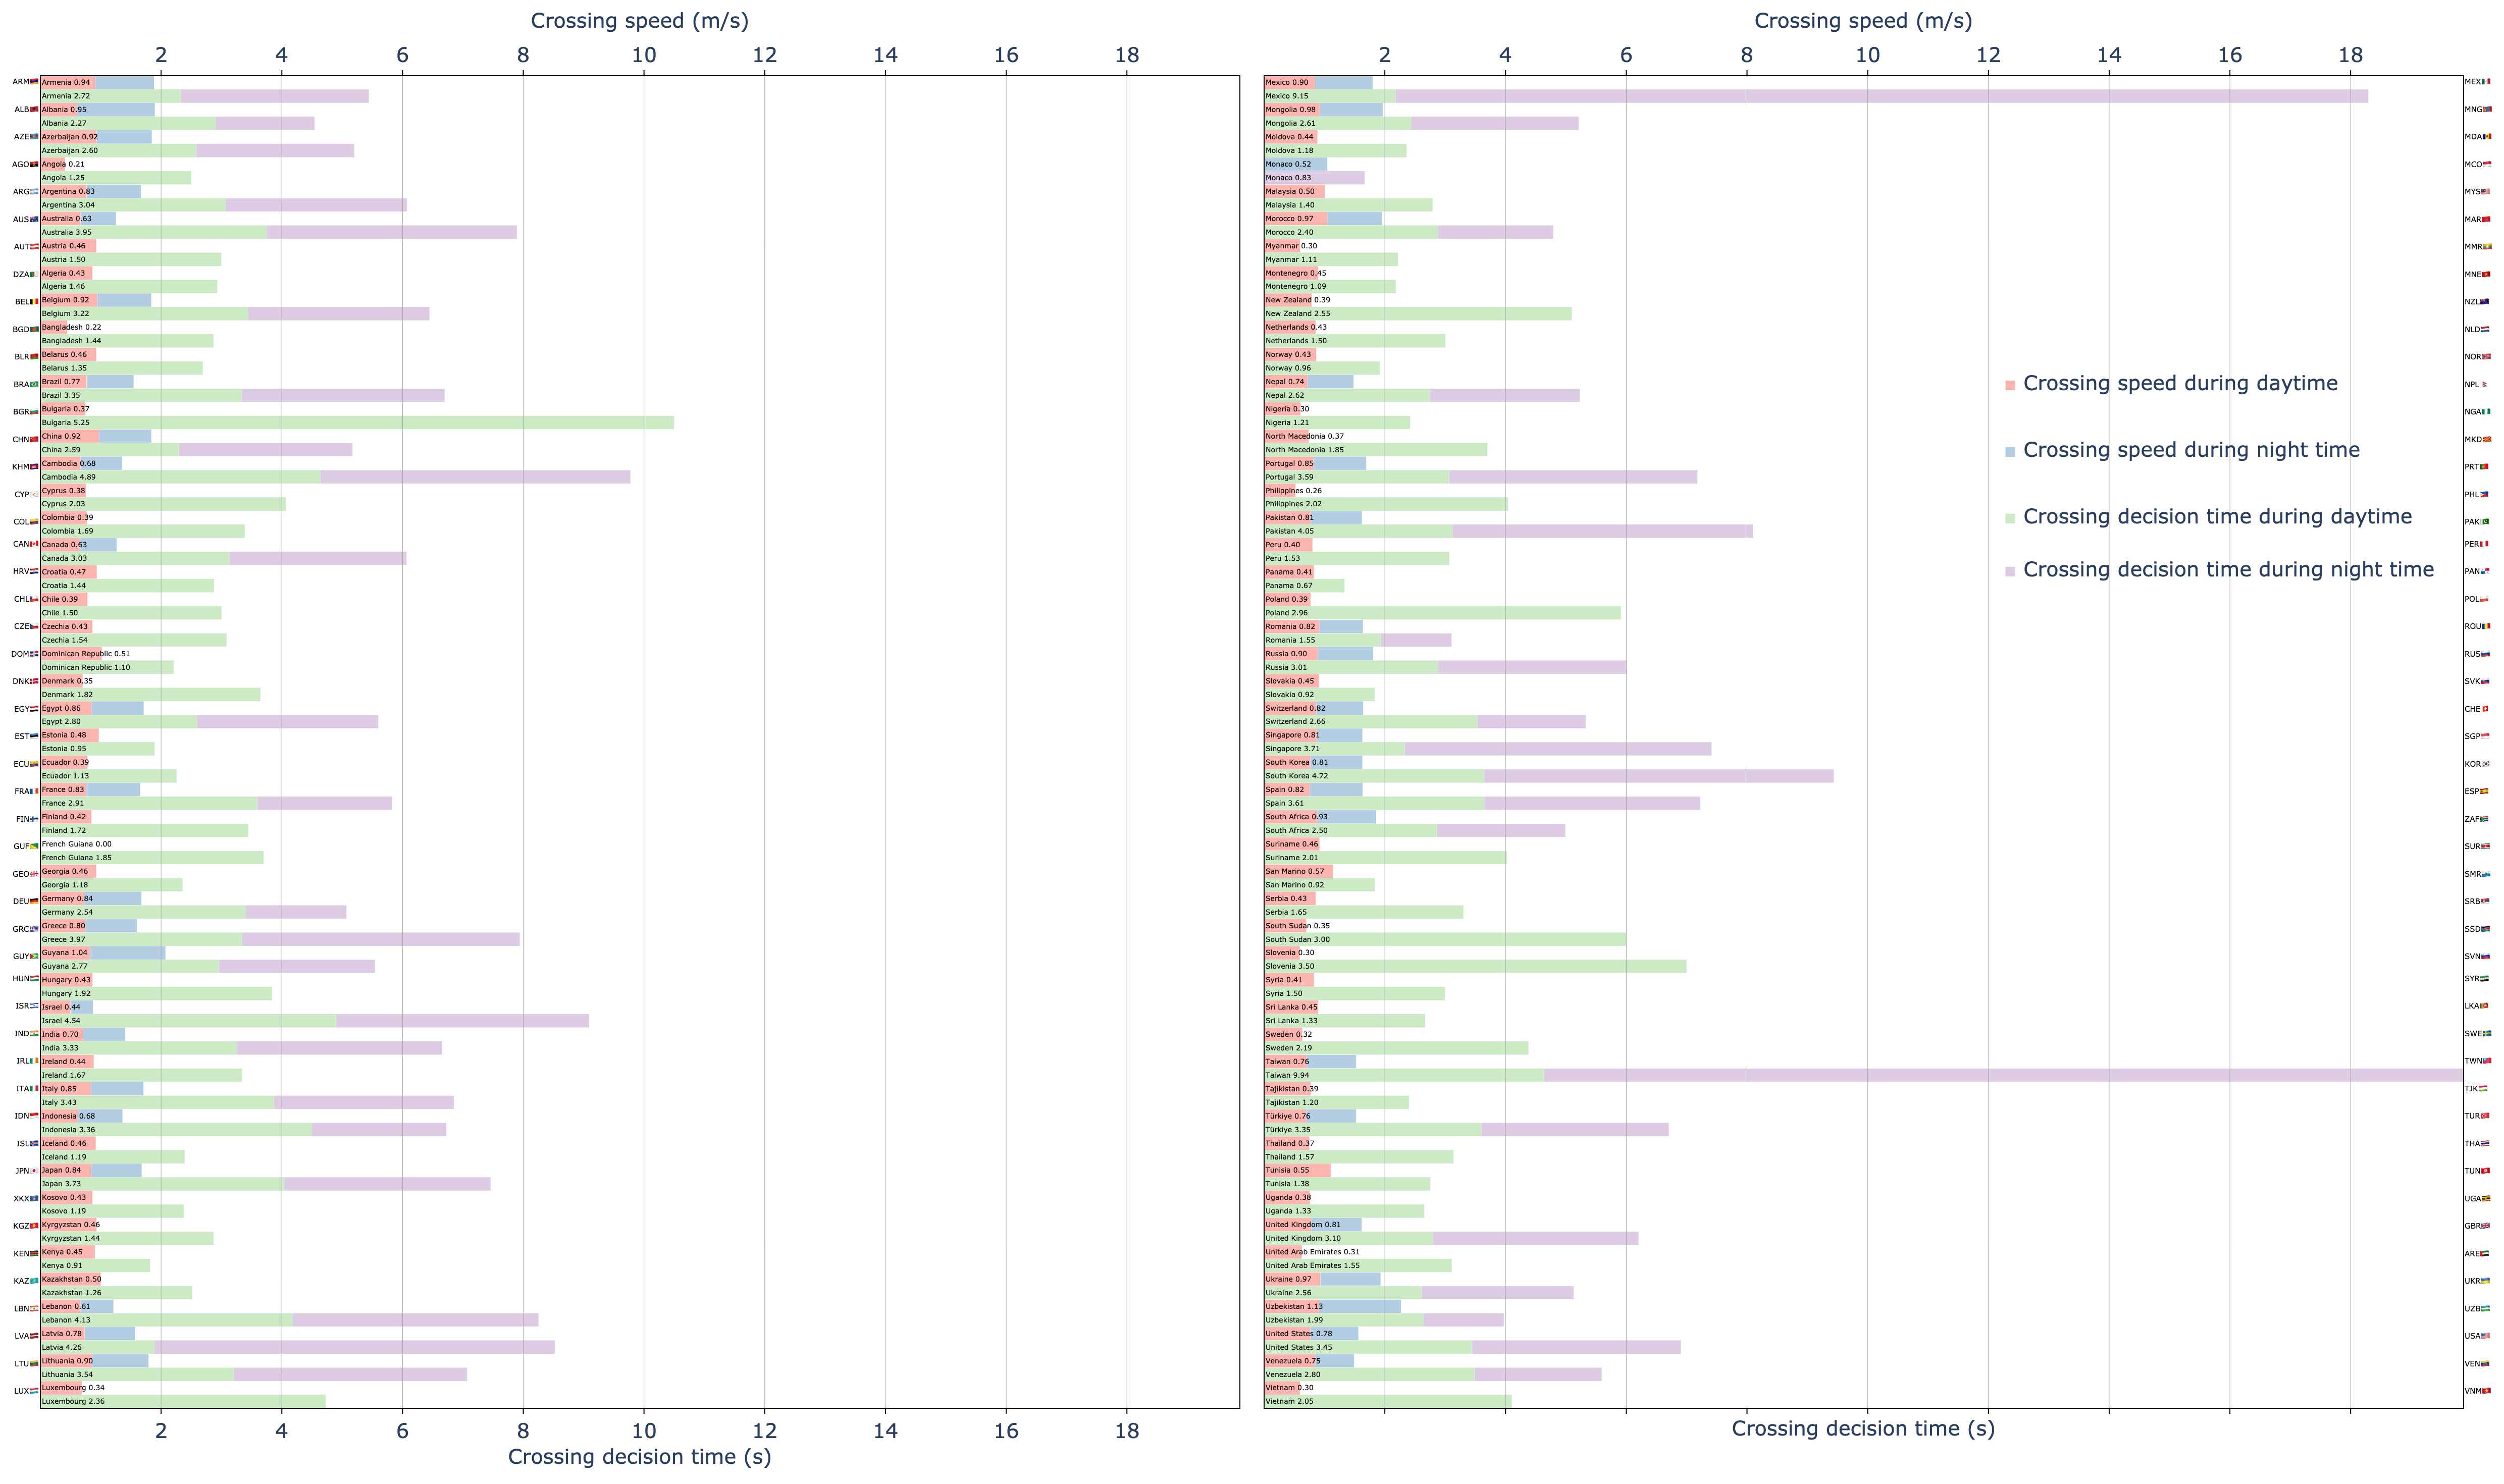 Crossing speed (m/s)
2 4 6 8 10 12 14 16 18
ARM
Armenia 0.94
Armenia 2.72
ALB
Albania 0.95
Albania 2.27
AZE
Azerbaijan 0.92
Azerbaijan 2.60
AGO
Angola 0.21
Angola 1.25
ARG
Argentina 0.83
Argentina 3.04
AUS
Australia 0.63
Australia 3.95
AUT
Austria 0.46
Austria 1.50
DZA
Algeria 0.43
Algeria 1.46
BEL
Belgium 0.92
Belgium 3.22
BGD
Bangladesh 0.22
Bangladesh 1.44
BLR
Belarus 0.46
Belarus 1.35
BRA
Brazil 0.77
Brazil 3.35
BGR
Bulgaria 0.37
Bulgaria 5.25
CHN
China 0.92
China 2.59
KHM
Cambodia 0.68
Cambodia 4.89
CYP
Cyprus 0.38
Cyprus 2.03
COL
Colombia 0.39
Colombia 1.69
CAN
Canada 0.63
Canada 3.03
HRV
Croatia 0.47
Croatia 1.44
CHL
Chile 0.39
Chile 1.50
CZE
Czechia 0.43
Czechia 1.54
DOM
Dominican Republic 0.51
Dominican Republic 1.10
DNK
Denmark 0.35
Denmark 1.82
EGY
Egypt 0.86
Egypt 2.80
EST
Estonia 0.48
Estonia 0.95
ECU
Ecuador 0.39
Ecuador 1.13
FRA
France 0.83
France 2.91
FIN
Finland 0.42
Finland 1.72
GUF
French Guiana 0.00
French Guiana 1.85
GEO
Georgia 0.46
Georgia 1.18
DEU
Germany 0.84
Germany 2.54
GRC
Greece 0.80
Greece 3.97
GUY
Guyana 1.04
Guyana 2.77
HUN
Hungary 0.43
Hungary 1.92
ISR
Israel 0.44
Israel 4.54
IND
India 0.70
India 3.33
IRL
Ireland 0.44
Ireland 1.67
ITA
Italy 0.85
Italy 3.43
IDN
Indonesia 0.68
Indonesia 3.36
ISL
Iceland 0.46
Iceland 1.19
JPN
Japan 0.84
Japan 3.73
XKX
Kosovo 0.43
Kosovo 1.19
KGZ
Kyrgyzstan 0.46
Kyrgyzstan 1.44
KEN
Kenya 0.45
Kenya 0.91
KAZ
Kazakhstan 0.50
Kazakhstan 1.26
LBN
Lebanon 0.61
Lebanon 4.13
LVA
Latvia 0.78
Latvia 4.26
LTU
Lithuania 0.90
Lithuania 3.54
LUX
Luxembourg 0.34
Luxembourg 2.36
2 4 6 8 10 12 14 16 18
Crossing decision time (s)
Crossing speed (m/s)
2 4 6 8 10 12 14 16 18
Mexico 0.90
MEX
Mexico 9.15
Mongolia 0.98
MNG
Mongolia 2.61
Moldova 0.44
MDA
Moldova 1.18
Monaco 0.52
MCO
Monaco 0.83
Malaysia 0.50
MYS
Malaysia 1.40
Morocco 0.97
MAR
Morocco 2.40
Myanmar 0.30
MMR
Myanmar 1.11
Montenegro 0.45
MNE
Montenegro 1.09
New Zealand 0.39
NZL
New Zealand 2.55
Netherlands 0.43
NLD
Netherlands 1.50
Norway 0.43
NOR
Norway 0.96
Nepal 0.74
NPL
Nepal 2.62
Nigeria 0.30
NGA
Nigeria 1.21
North Macedonia 0.37
MKD
North Macedonia 1.85
Portugal 0.85
PRT
Portugal 3.59
Philippines 0.26
PHL
Philippines 2.02
Pakistan 0.81
PAK
Pakistan 4.05
Peru 0.40
PER
Peru 1.53
Panama 0.41
PAN
Panama 0.67
Poland 0.39
POL
Poland 2.96
Romania 0.82
ROU
Romania 1.55
Russia 0.90
RUS
Russia 3.01
Slovakia 0.45
SVK
Slovakia 0.92
Switzerland 0.82
CHE
Switzerland 2.66
Singapore 0.81
SGP
Singapore 3.71
South Korea 0.81
KOR
South Korea 4.72
Spain 0.82
ESP
Spain 3.61
South Africa 0.93
ZAF
South Africa 2.50
Suriname 0.46
SUR
Suriname 2.01
San Marino 0.57
SMR
San Marino 0.92
Serbia 0.43
SRB
Serbia 1.65
South Sudan 0.35
SSD
South Sudan 3.00
Slovenia 0.30
SVN
Slovenia 3.50
Syria 0.41
SYR
Syria 1.50
Sri Lanka 0.45
LKA
Sri Lanka 1.33
Sweden 0.32
SWE
Sweden 2.19
Taiwan 0.76
TWN
Taiwan 9.94
Tajikistan 0.39
TJK
Tajikistan 1.20
Türkiye 0.76
TUR
Türkiye 3.35
Thailand 0.37
THA
Thailand 1.57
Tunisia 0.55
TUN
Tunisia 1.38
Uganda 0.38
UGA
Uganda 1.33
United Kingdom 0.81
GBR
United Kingdom 3.10
United Arab Emirates 0.31
ARE
United Arab Emirates 1.55
Ukraine 0.97
UKR
Ukraine 2.56
Uzbekistan 1.13
UZB
Uzbekistan 1.99
United States 0.78
USA
United States 3.45
Venezuela 0.75
VEN
Venezuela 2.80
Vietnam 0.30
VNM
Vietnam 2.05
2 4 6 8 10 12 14 16 18
Crossing decision time (s)
Crossing speed during daytime
Crossing speed during night time
Crossing decision time during daytime
Crossing decision time during night time